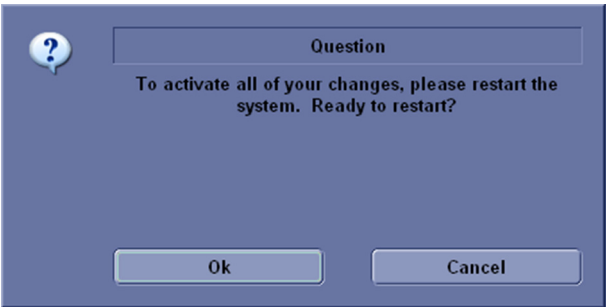 Question
To activate all of your changes, please restart the
system.  Ready to restart?
Ok
Cancel